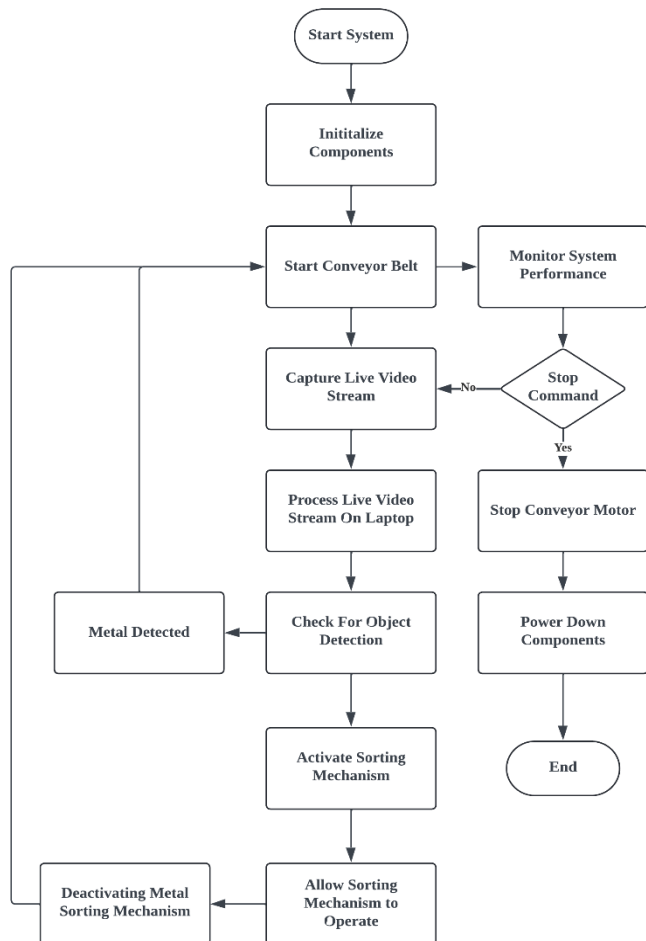 Start System
Inititalize
Components
Start Conveyor Belt
Monitor System
Performance
Capture Live Video
Stream
No
Stop
Command
Yes
Process Live Video
Stream On Laptop
Stop Conveyor Motor
Metal Detected
Check For Object
Detection
Power Down
Components
Activate Sorting
Mechanism
End
Deactivating Metal
Sorting Mechanism
Allow Sorting
Mechanism to
Operate